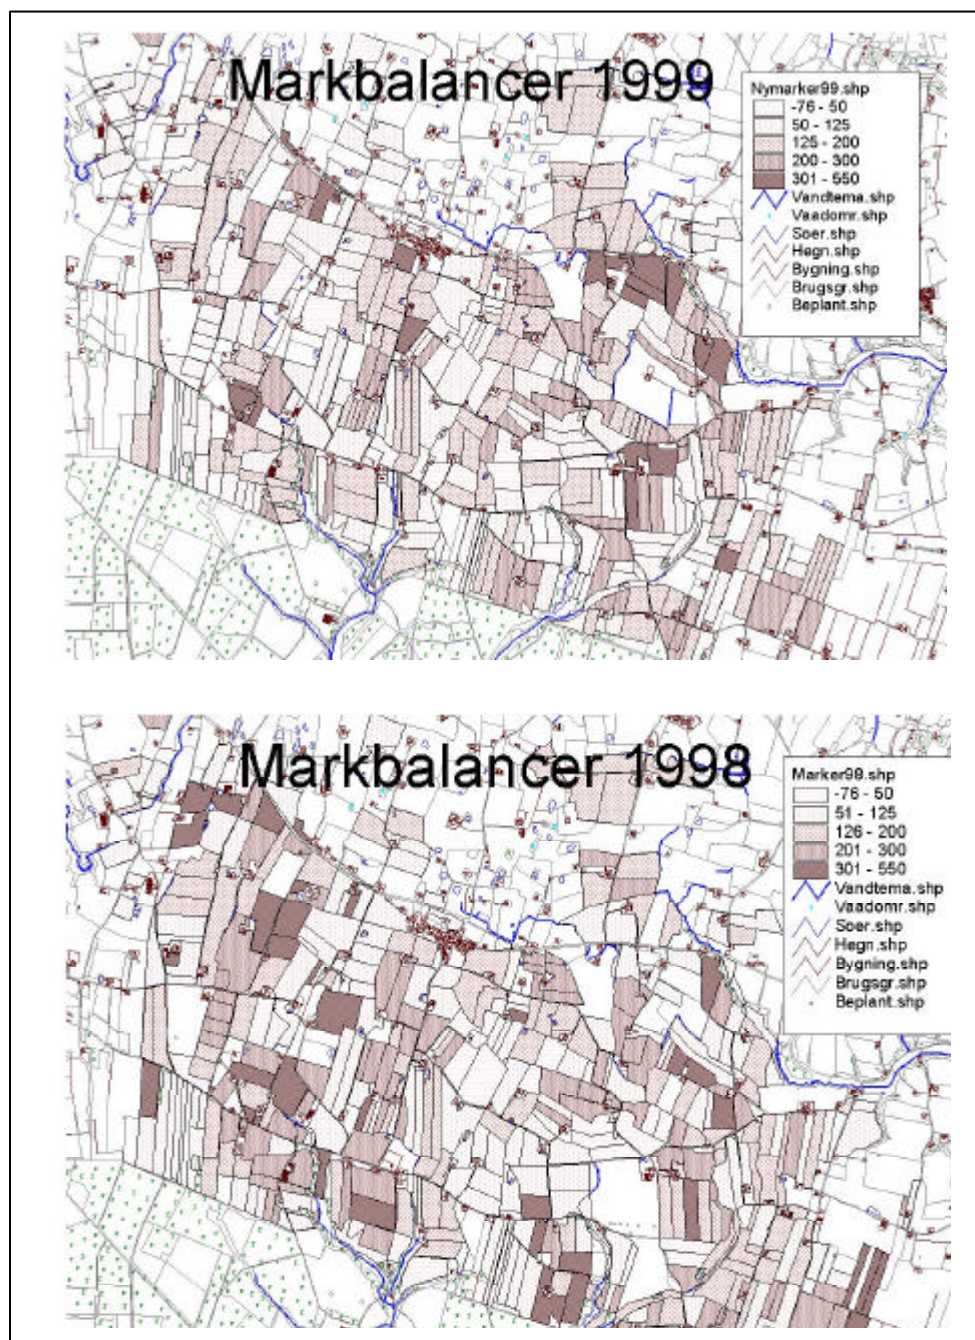 Markbalancer 1999
Nymarker99.shp
-76 - 50
50 - 125
125 - 200
200 - 300
301 - 550
Vandtema.shp
Vaadomr.shp
Soer.shp
Hegn.shp
Bygning.shp
Brugsgr.shp
Beplant.shp
Markbalancer 1998
Marker98.shp
-76 - 50
51 - 125
126 - 200
201 - 300
301 - 550
Vandtema.shp
Vaadomr.shp
Soer.shp
Hegn.shp
Bygning.shp
Brugsgr.shp
Beplant.shp